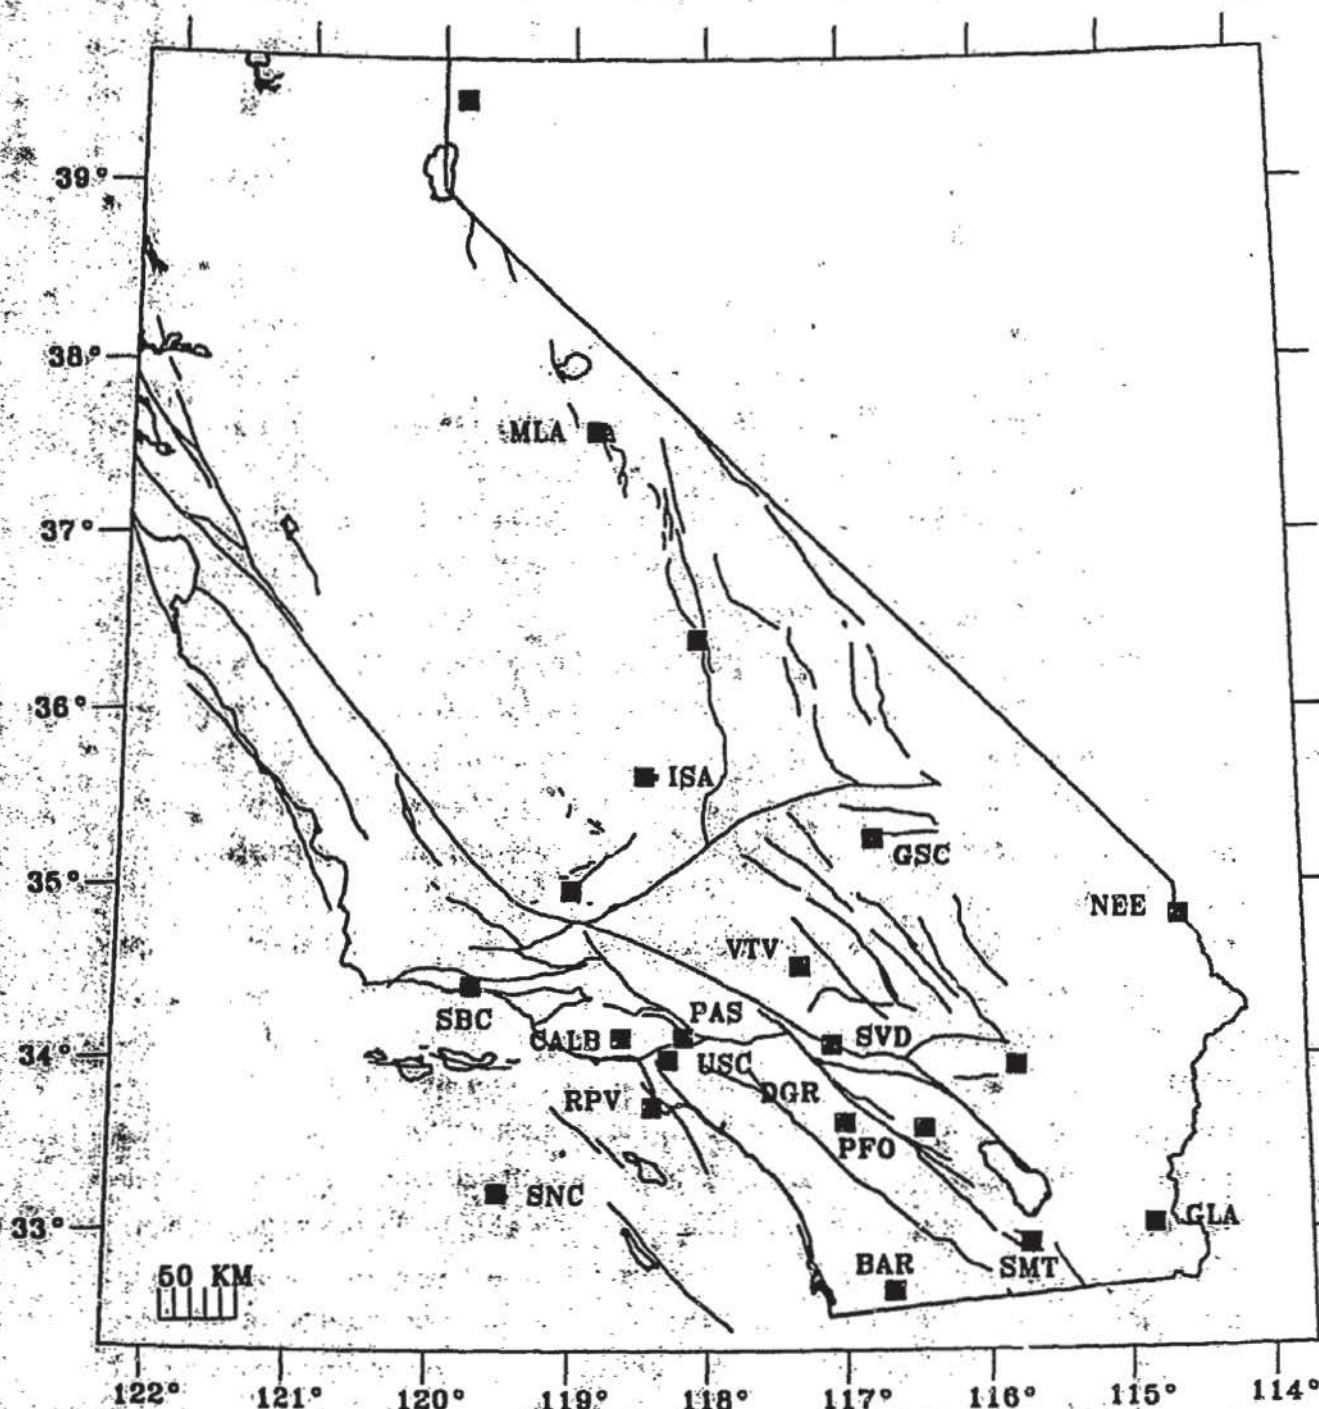 39°
38°
MLA
37°
36°
ISA
GSC
35°
NEE
VTV
SBC
PAS
CALB
SVD
34°
USC
RPV
DGR
PFO
SNC
GLA
33°
BAR
SMT
50 KM
122° 121° 120° 119° 118° 117° 116° 115° 114°